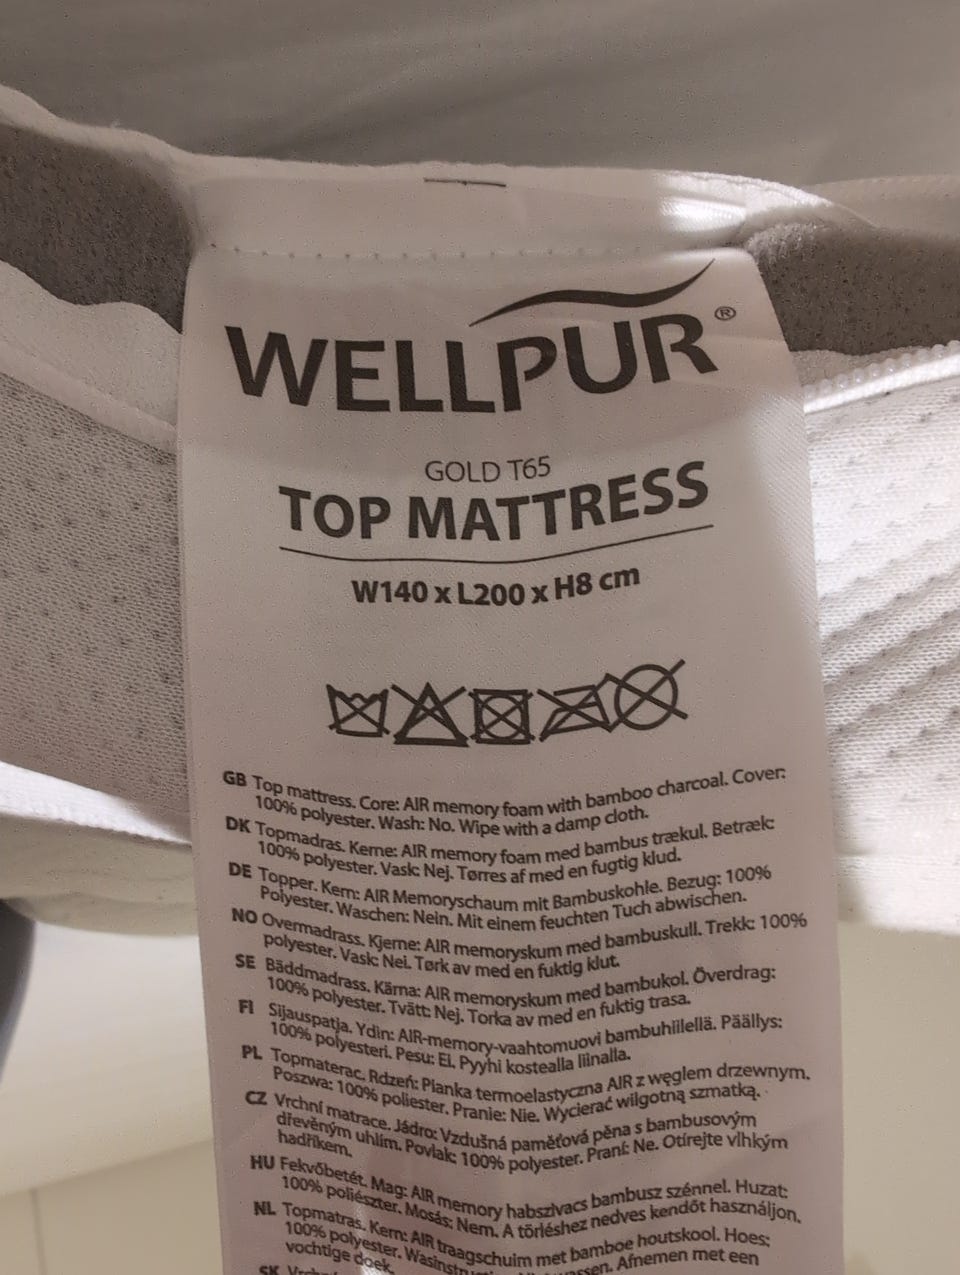 WELLPUR®
GOLD T65
TOP MATTRESS
W140 x L200 x H8 cm
GB Top mattress. Core: AIR memory foam with bamboo charcoal. Cover:
100% polyester. Wash: No. Wipe with a damp cloth.
DK Topmadras. Kerne: AIR memory foam med bambus trækul. Betræk:
100% polyester. Vask: Nej. Tørres af med en fugtig klud.
DE Topper. Kern: AIR Memoryschaum mit Bambuskohle. Bezug: 100%
Polyester. Waschen: Nein. Mit einem feuchten Tuch abwischen.
NO Overmadrass. Kjerne: AIR memoryskum med bambuskull. Trekk: 100%
polyester. Vask: Nei. Tørk av med en fuktig klut.
SE Bäddmadrass. Kärna: AIR memoryskum med bambukol. Överdrag:
100% polyester. Tvätt: Nej. Torka av med en fuktig trasa.
FI Sijauspatja. Ydin: AIR-memory-vaahtomuovi bambuhiilellä. Päällys:
100% polyesteri. Pesu: Ei. Pyyhi kostealla liinalla.
PL Topmaterac. Rdzeń: Pianka termoelastyczna AIR z węglem drzewnym.
Poszwa: 100% poliester. Pranie: Nie. Wycierać wilgotną szmatką.
CZ Vrchní matrace. Jádro: Vzdušná paměťová pěna s bambusovým
dřevěným uhlím. Povlak: 100% polyester. Praní: Ne. Otírejte vlhkým
hadříkem.
HU Fekvőbetét. Mag: AIR memory habszivacs bambusz szénnel. Huzat:
100% poliészter. Mosás: Nem. A törléshez nedves kendőt használjon.
NL Topmatras. Kern: AIR traagschuim met bamboe houtskool. Hoes:
100% polyester. Afnemen met een
vochtige doek.
SK